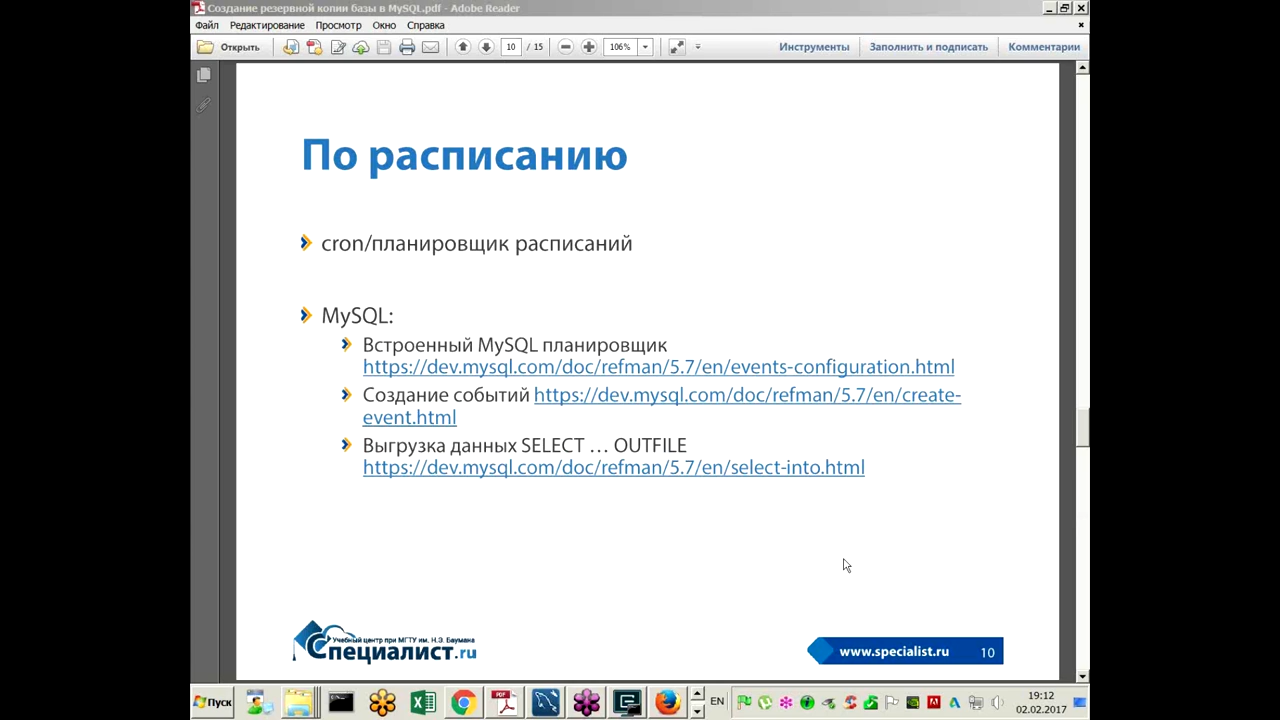 Создание резервной копии базы в MySQL.pdf - Adobe Reader
Файл Редактирование Просмотр Окно Справка
Открыть 10 / 15 106% Инструменты Заполнить и подписать Комментарии
По расписанию
cron/планировщик расписаний
MySQL:
Встроенный MySQL планировщик
https://dev.mysql.com/doc/refman/5.7/en/events-configuration.html
Создание событий https://dev.mysql.com/doc/refman/5.7/en/create-
event.html
Выгрузка данных SELECT … OUTFILE
https://dev.mysql.com/doc/refman/5.7/en/select-into.html
Учебный центр при МГТУ им. Н.Э. Баумана
Специалист.ru
www.specialist.ru 10
Пуск EN 19:12
02.02.2017